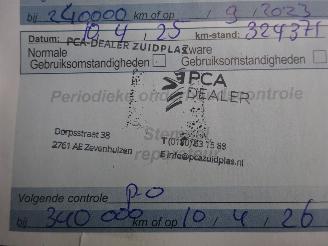 bij 240000 km of op / 9 / 2023
Datum: 10 4 / 25 km-stand: 324371
PCA-DEALER ZUIDPLAS
Normale Zware
Gebruiksomstandigheden Gebruiksomstandigheden
PCA
DEALER
Periodieke controle
Dorpsstraat 38 Stempel
2761 AE Zevenhuizen
E info@pcazuidplas.nl
Volgende controle P-O
bij 340 000 km of op 10 / 4 / 26